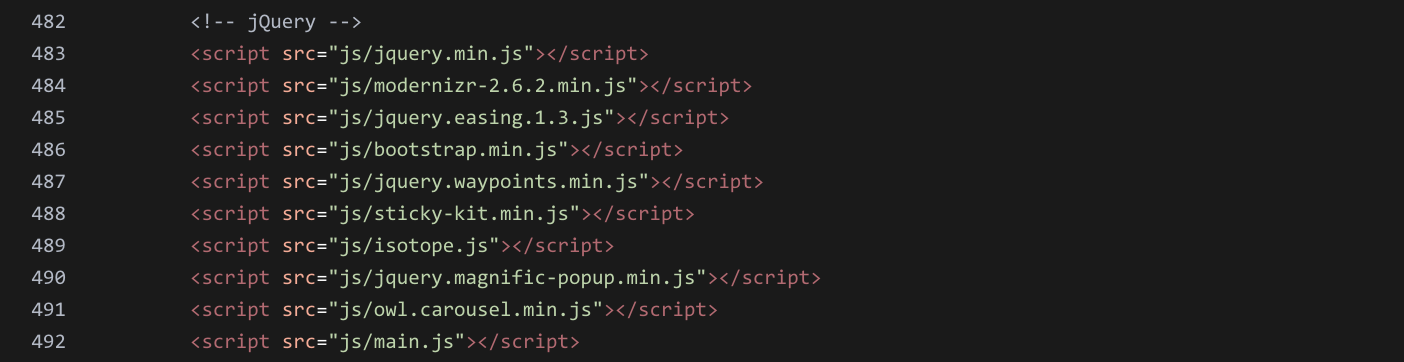 482 <!-- jQuery -->
483 <script src="js/jquery.min.js"></script>
484 <script src="js/modernizr-2.6.2.min.js"></script>
485 <script src="js/jquery.easing.1.3.js"></script>
486 <script src="js/bootstrap.min.js"></script>
487 <script src="js/jquery.waypoints.min.js"></script>
488 <script src="js/sticky-kit.min.js"></script>
489 <script src="js/isotope.js"></script>
490 <script src="js/jquery.magnific-popup.min.js"></script>
491 <script src="js/owl.carousel.min.js"></script>
492 <script src="js/main.js"></script>